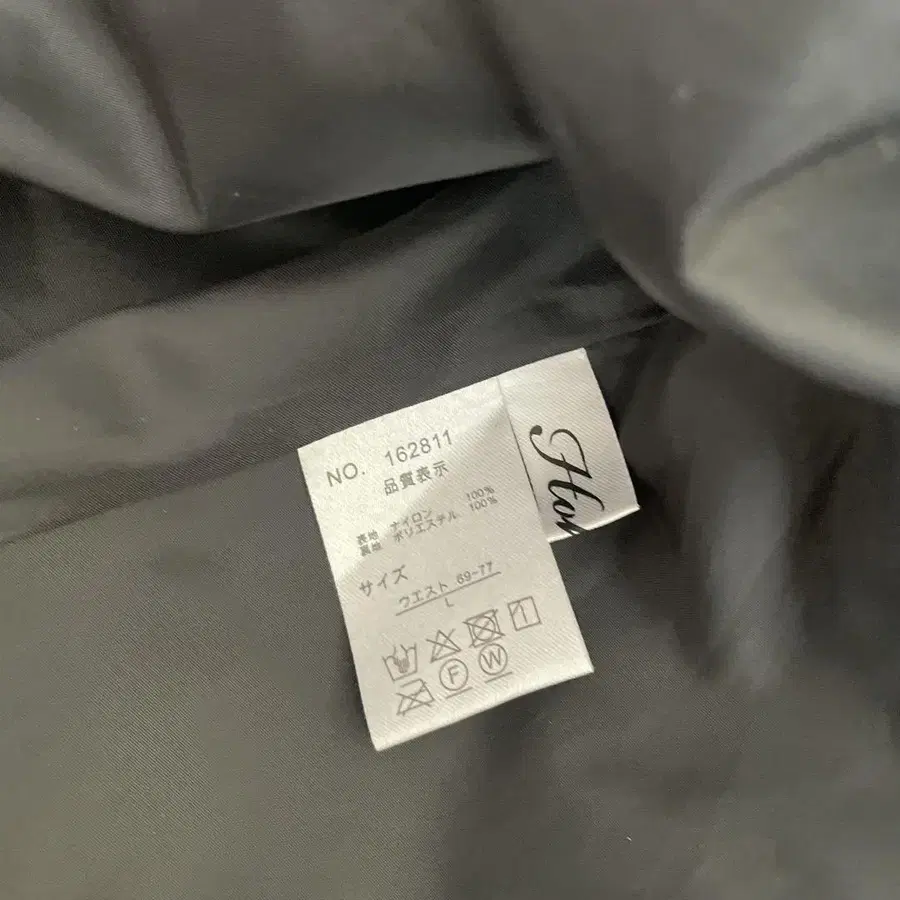 NO. 162811
品質表示
表地 ナイロン 100%
裏地 ポリエステル 100%
サイズ
ウエスト 69-77
L
F W
Hor